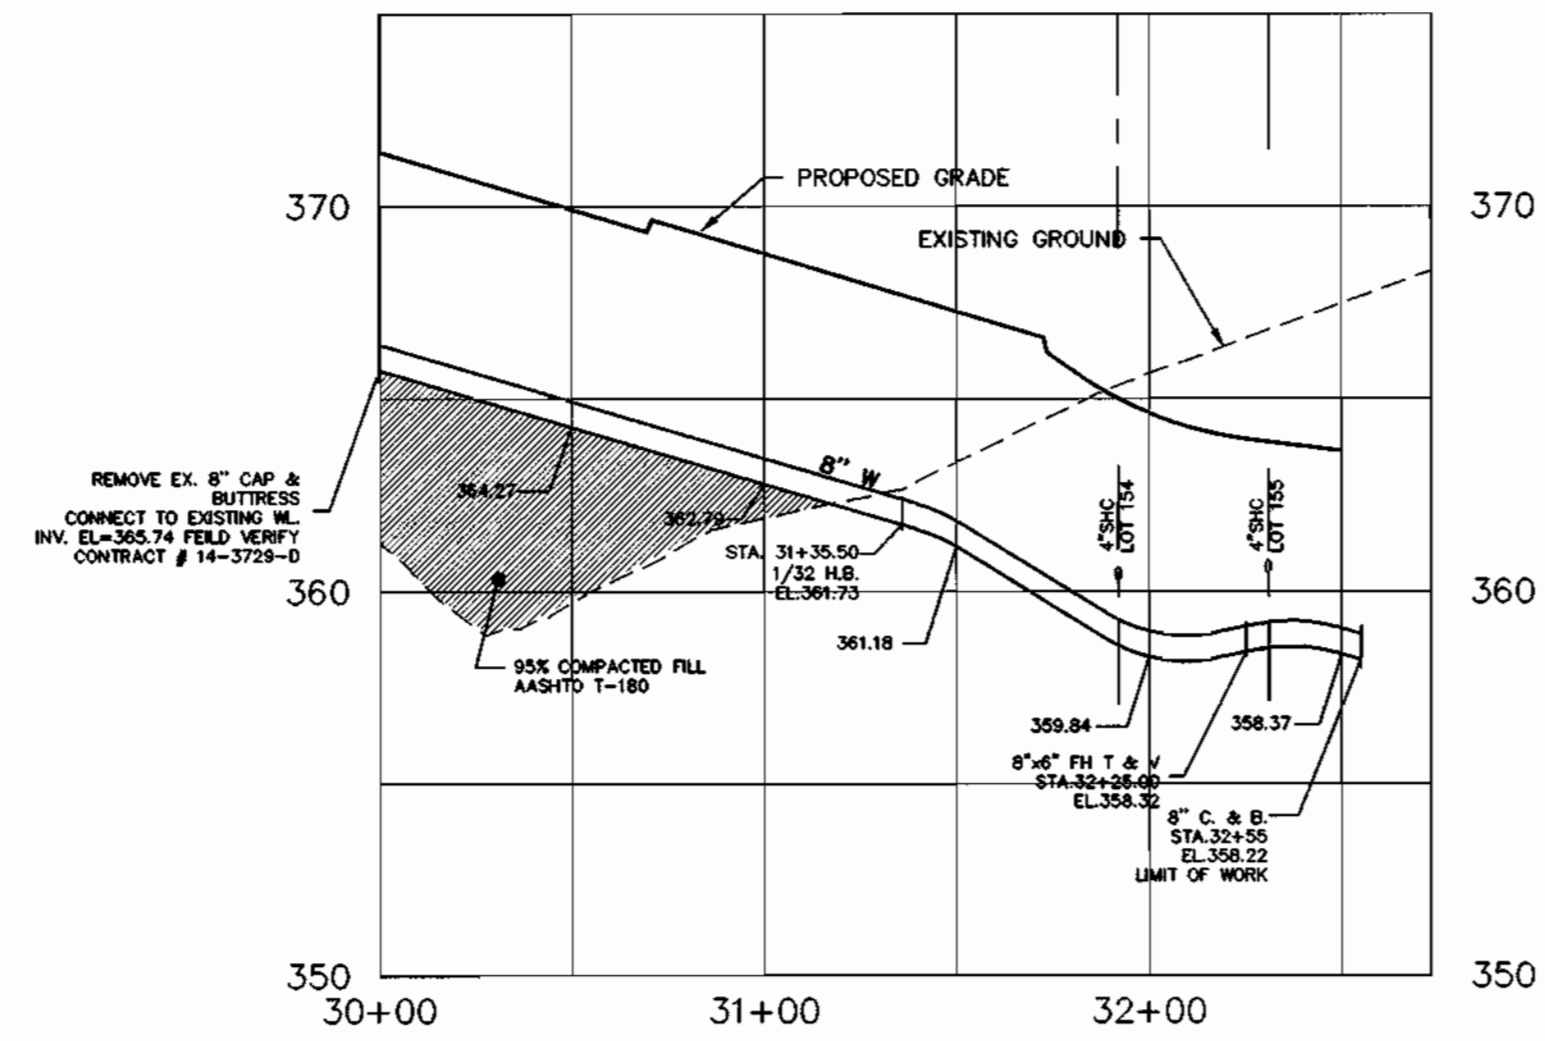 PROPOSED GRADE
370
370
EXISTING GROUND
8" W
REMOVE EX. 8" CAP &
BUTTRESS
CONNECT TO EXISTING WL.
INV. EL=365.74 FEILD VERIFY
CONTRACT # 14-3729-D
364.27
362.79
4"SHC
LOT 154
4"SHC
LOT 155
STA. 31+35.50
1/32 H.B.
EL.361.73
360
360
361.18
95% COMPACTED FILL
AASHTO T-180
359.84
358.37
8"x6" FH T & V
STA.32+25.00
EL.358.32
8" C. & B.
STA.32+55
EL.358.22
LIMIT OF WORK
350
350
30+00
31+00
32+00